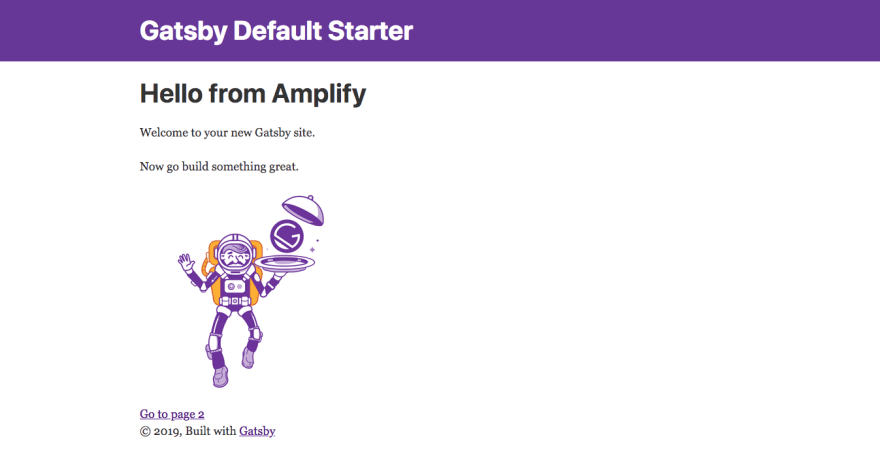 Gatsby Default Starter
Hello from Amplify
Welcome to your new Gatsby site.
Now go build something great.
Go to page 2
© 2019, Built with Gatsby